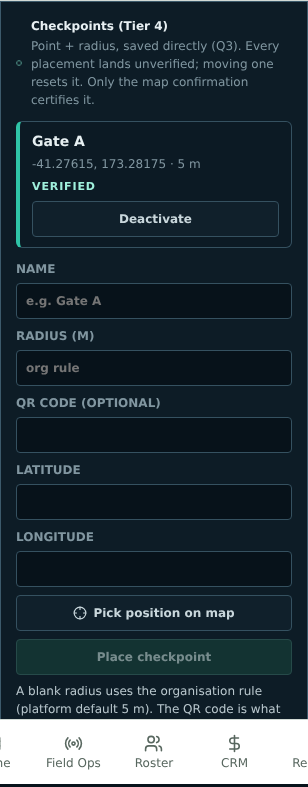 Checkpoints (Tier 4)
Point + radius, saved directly (Q3). Every
placement lands unverified; moving one
resets it. Only the map confirmation
certifies it.
Gate A
-41.27615, 173.28175 · 5 m
VERIFIED
Deactivate
NAME
e.g. Gate A
RADIUS (M)
org rule
QR CODE (OPTIONAL)
LATITUDE
LONGITUDE
Pick position on map
Place checkpoint
A blank radius uses the organisation rule
(platform default 5 m). The QR code is what
Field Ops
Roster
CRM